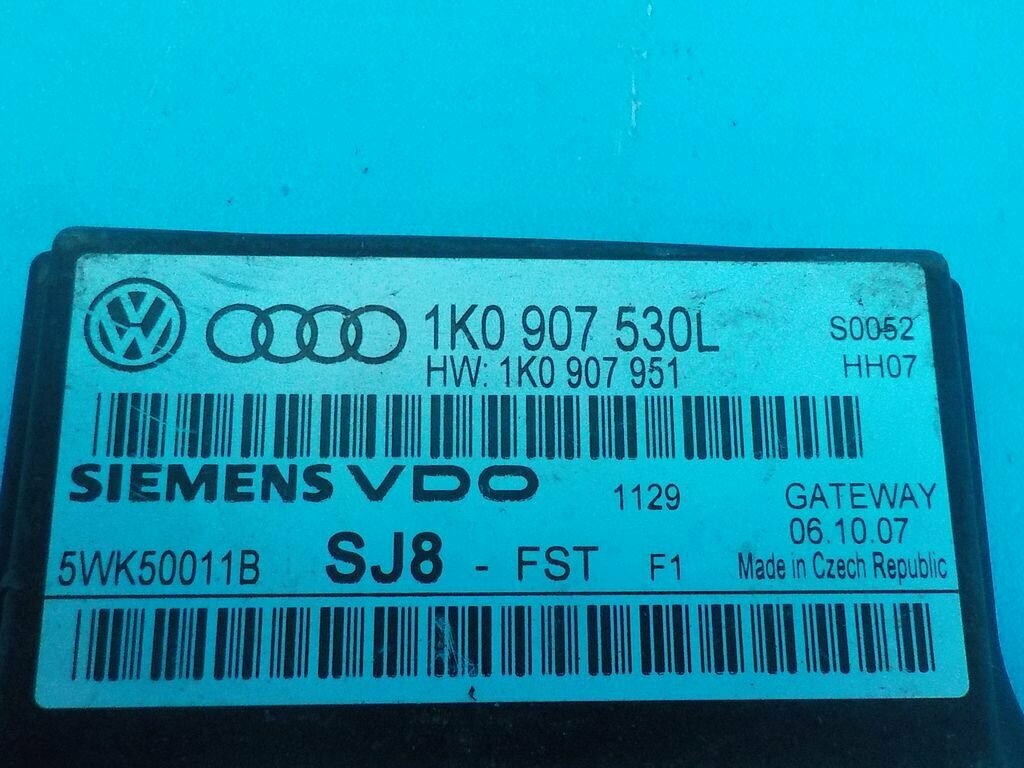 1K0 907 530L S0052
HW: 1K0 907 951 HH07
SIEMENS VDO 1129 GATEWAY
06.10.07
5WK50011B SJ8 - FST F1 Made in Czech Republic